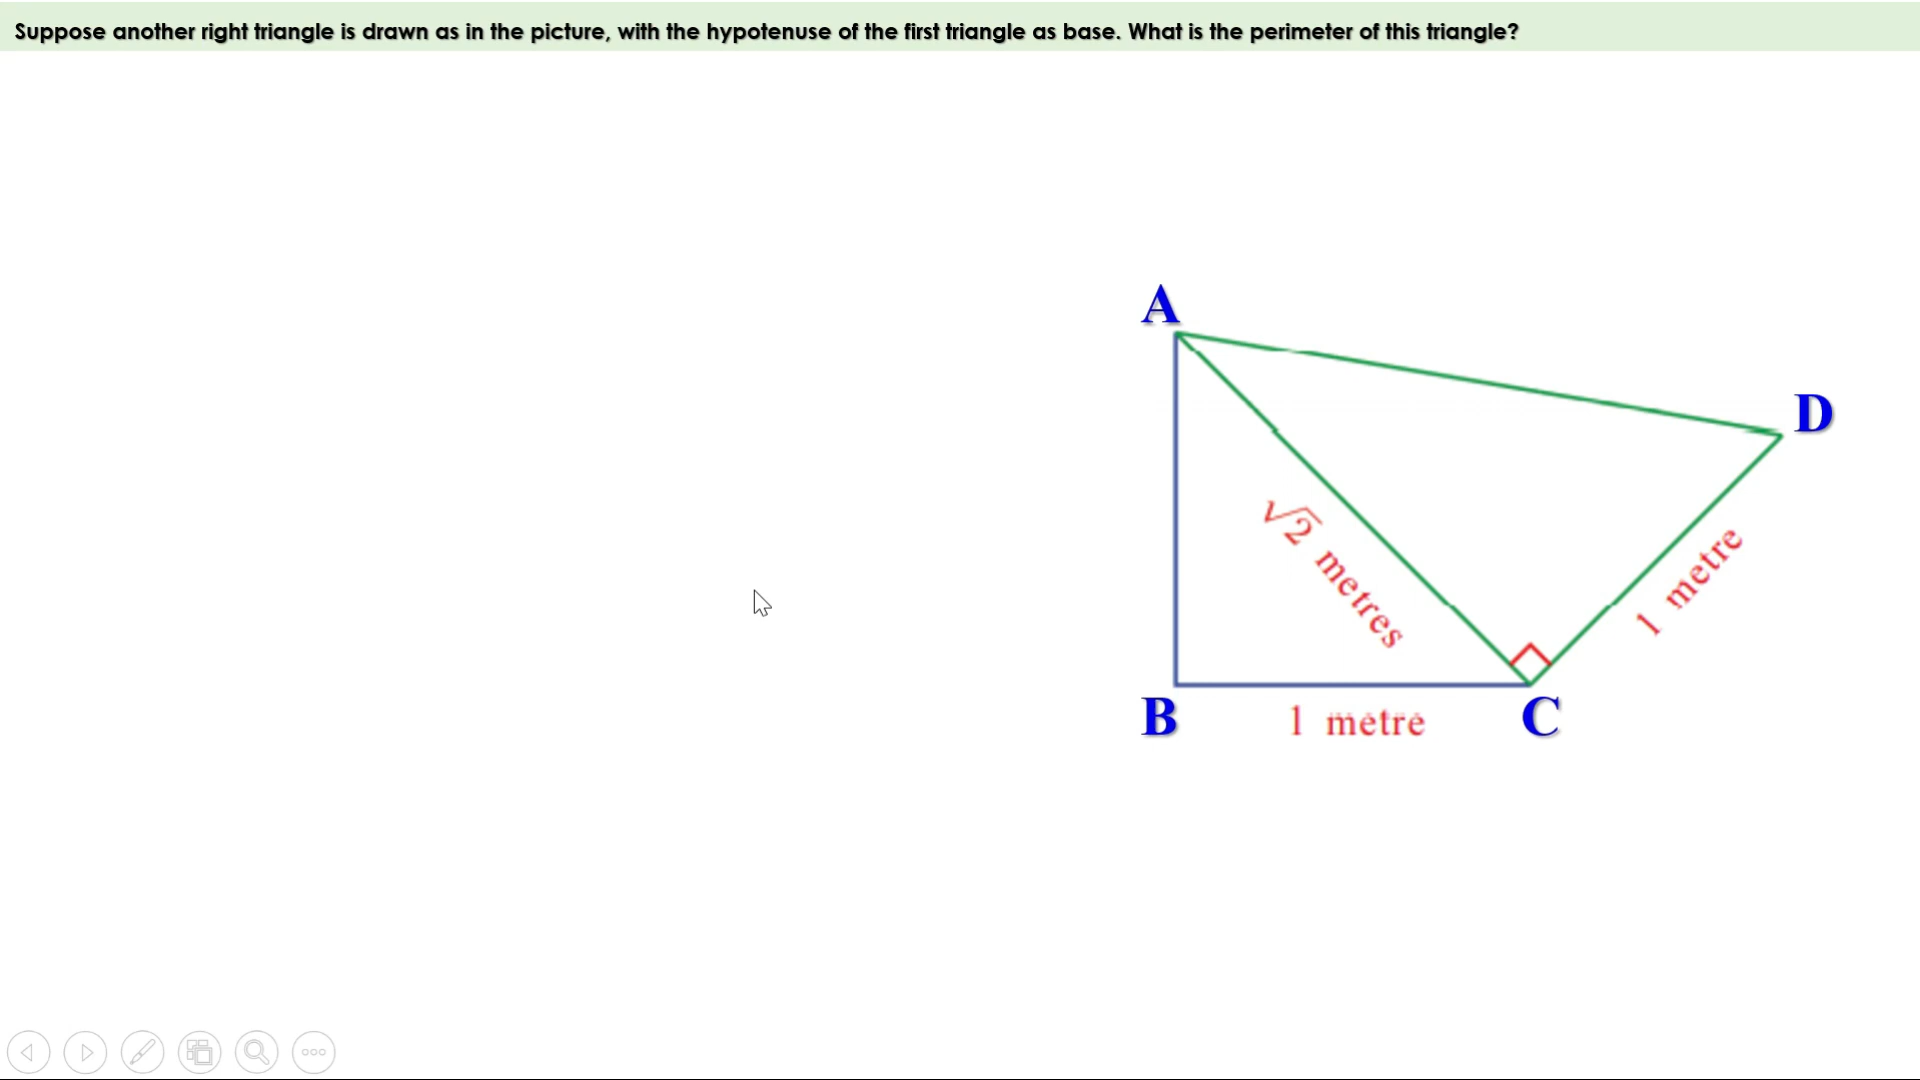 Suppose another right triangle is drawn as in the picture, with the hypotenuse of the first triangle as base. What is the perimeter of this triangle?
A
D
√2 metres
1 metre
B
1 metre
C